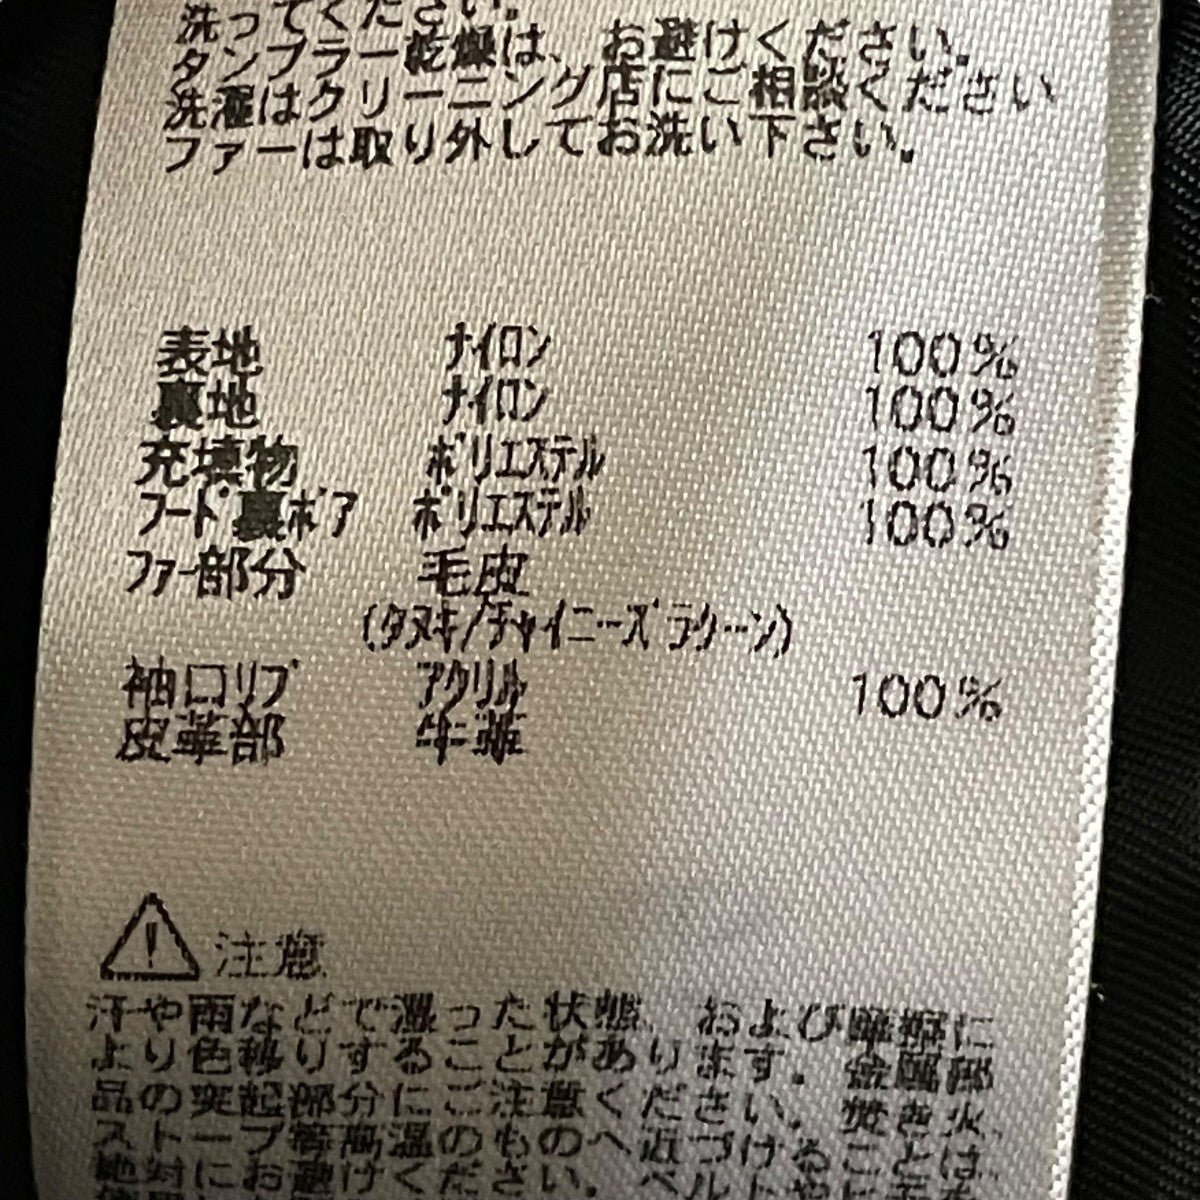 洗ってください。
タンブラー乾燥は、お避けください。
洗濯はクリーニング店にご相談ください
ファーは取り外してお洗い下さい。
表地 ナイロン 100%
裏地 ナイロン 100%
充填物 ポリエステル 100%
フード裏ボア ポリエステル 100%
ファー部分 毛皮
(タヌキ/チャイニーズラクーン)
袖口リブ アクリル 100%
皮革部 牛革
注意
汗や雨などで湿った状態、および摩擦に
より色移りすることがあります。金属部
品の突起部分にご注意ください。焚き火、
ストーブ等高温のものへ近づけることは、
絶対にお避けください。ベルトや